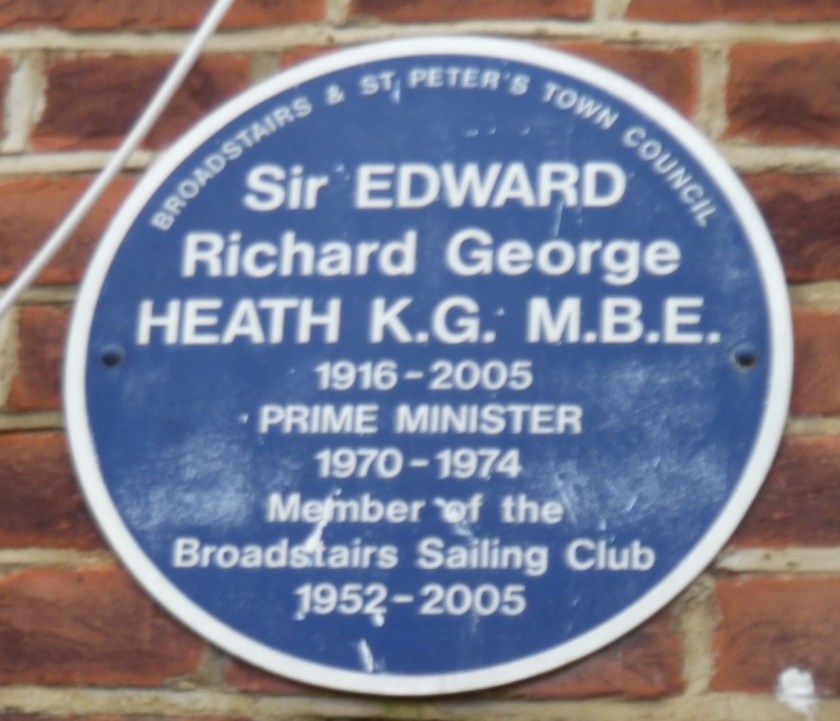 BROADSTAIRS & ST. PETER'S TOWN COUNCIL
Sir EDWARD
Richard George
HEATH K.G. M.B.E.
1916-2005
PRIME MINISTER
1970-1974
Member of the
Broadstairs Sailing Club
1952-2005